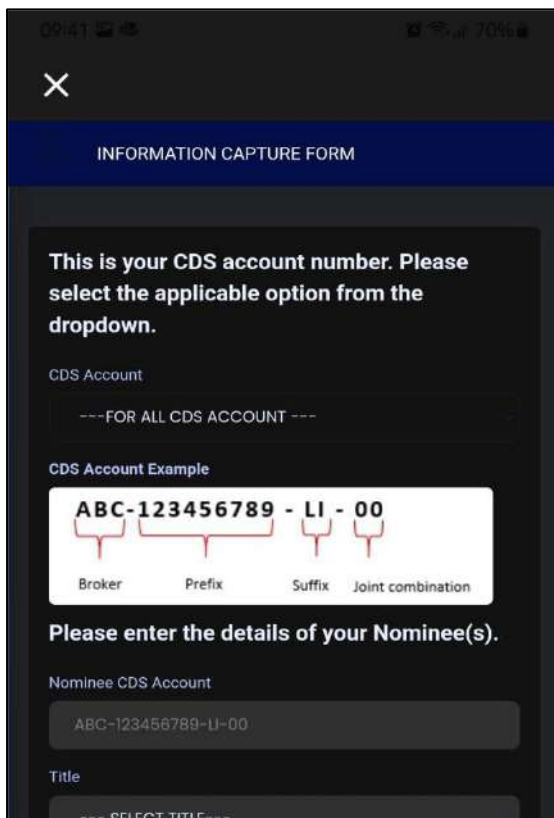 09:41
70%
INFORMATION CAPTURE FORM
This is your CDS account number. Please
select the applicable option from the
dropdown.
CDS Account
---FOR ALL CDS ACCOUNT ---
CDS Account Example
ABC-123456789 - LI - 00
Broker Prefix Suffix Joint combination
Please enter the details of your Nominee(s).
Nominee CDS Account
ABC-123456789-LI-00
Title
--- SELECT TITLE---